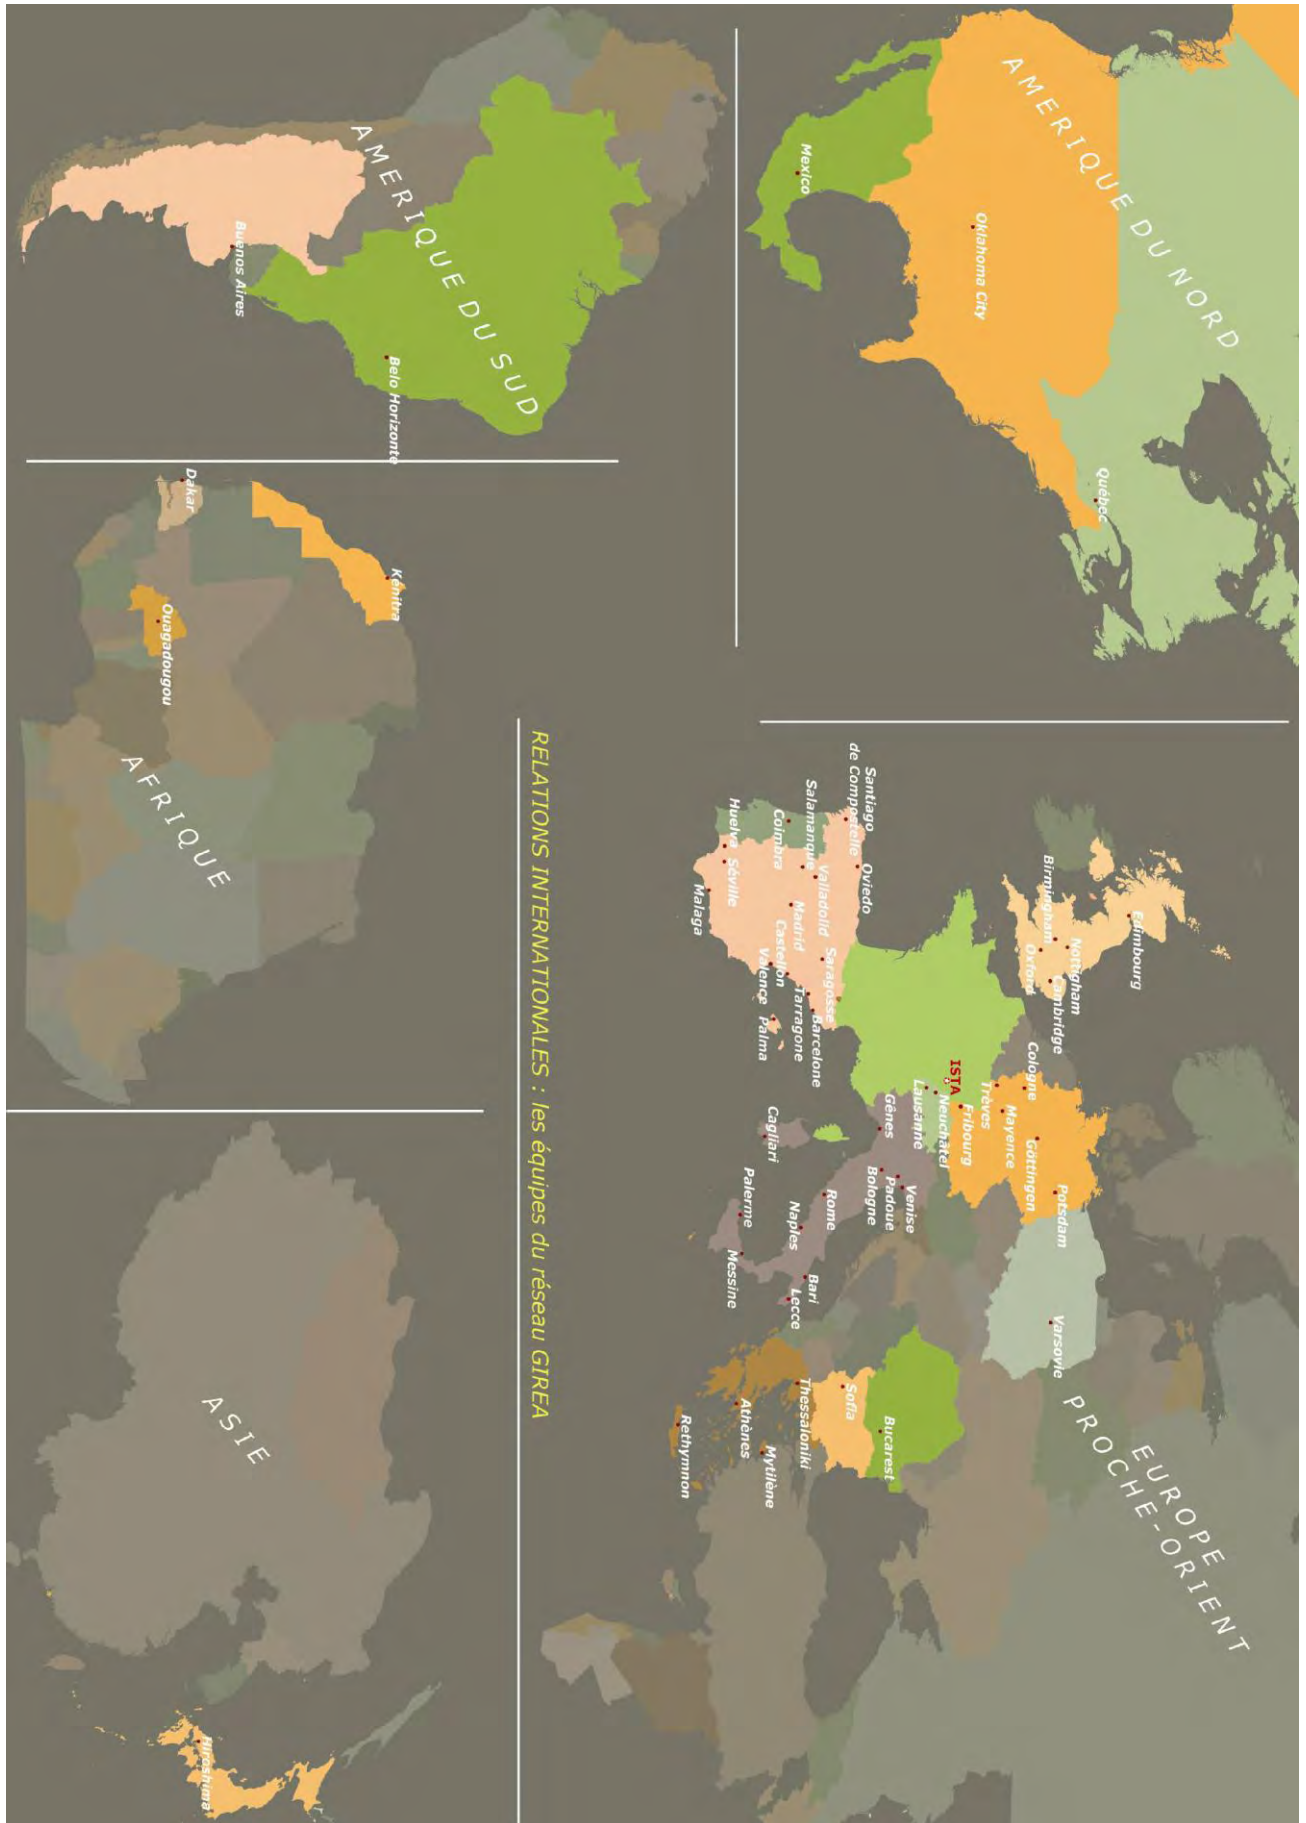 AMERIQUE DU NORD
Québec
Oklahoma City
Mexico
AMERIQUE DU SUD
Belo Horizonte
Buenos Aires
EUROPE
PROCHE-ORIENT
Edimbourg
Nottigham
Birmingham
Cambridge
Oxford
Cologne
Göttingen
Potsdam
Mayence
Trèves
Varsovie
Fribourg
ISTA
Neuchatel
Lausanne
Santiago
de Compostelle
Oviedo
Salamanque
Valladolid
Saragosse
Coimbra
Madrid
Barcelone
Tarragone
Castellon
Valence
Palma
Huelva
Séville
Malaga
Gênes
Venise
Padoue
Bologne
Rome
Naples
Bari
Lecce
Cagliari
Palerme
Messine
Bucarest
Sofia
Thessaloniki
Mytilène
Athènes
Rethymnon
RELATIONS INTERNATIONALES : les équipes du réseau GIREA
Kénitra
Dakar
Ouagadougou
AFRIQUE
ASIE
Hiroshima